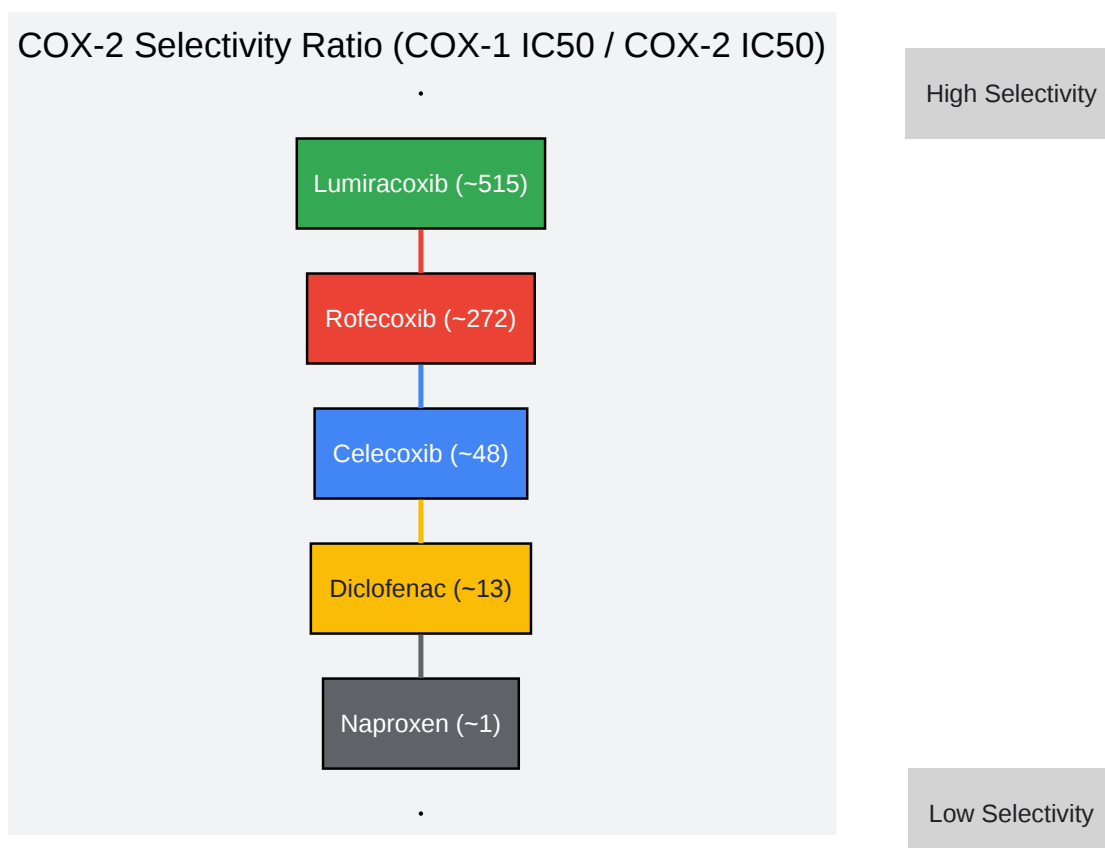 COX-2 Selectivity Ratio (COX-1 IC50 / COX-2 IC50)
High Selectivity
.
Lumiracoxib (~515)
Rofecoxib (~272)
Celecoxib (~48)
Diclofenac (~13)
Naproxen (~1)
.
Low Selectivity